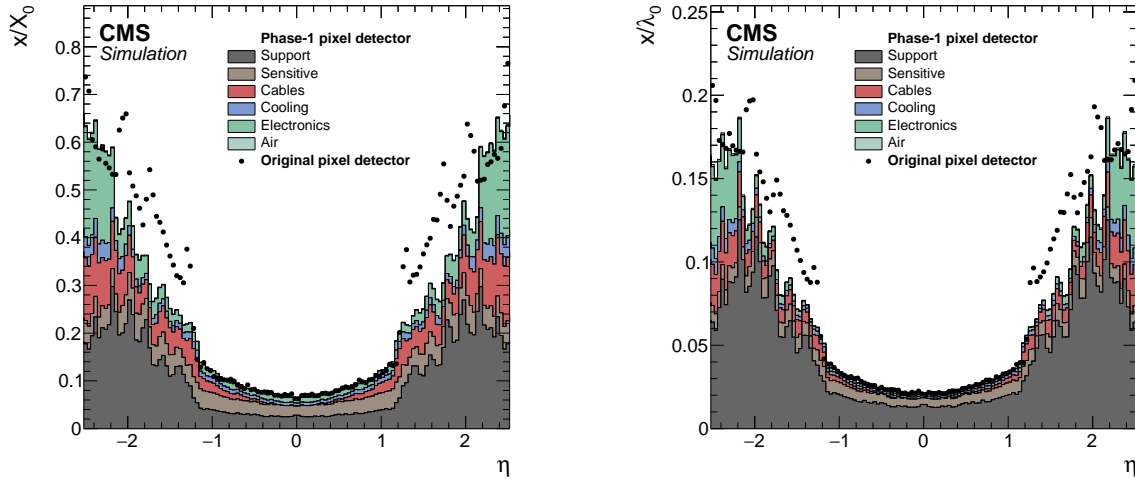 x/X₀
0.8
0.7
0.6
0.5
0.4
0.3
0.2
0.1
0
CMS
Simulation
Phase-1 pixel detector
Support
Sensitive
Cables
Cooling
Electronics
Air
Original pixel detector
−2
−1
0
1
2
η
x/λ₀
0.25
0.2
0.15
0.1
0.05
0
CMS
Simulation
Phase-1 pixel detector
Support
Sensitive
Cables
Cooling
Electronics
Air
Original pixel detector
−2
−1
0
1
2
η